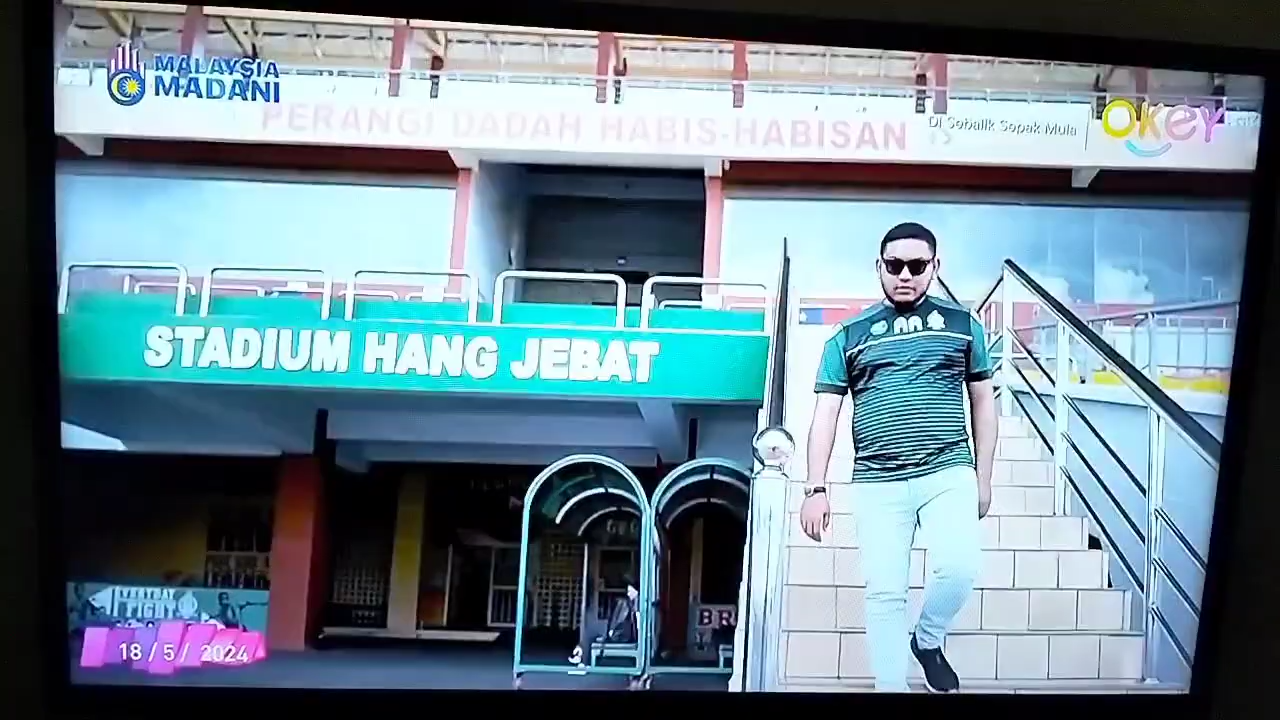 MALAYSIA
MADANI
PERANGI DADAH HABIS-HABISAN
Di Sebalik Sepak Mula
Okey
STADIUM HANG JEBAT
18/5/2024